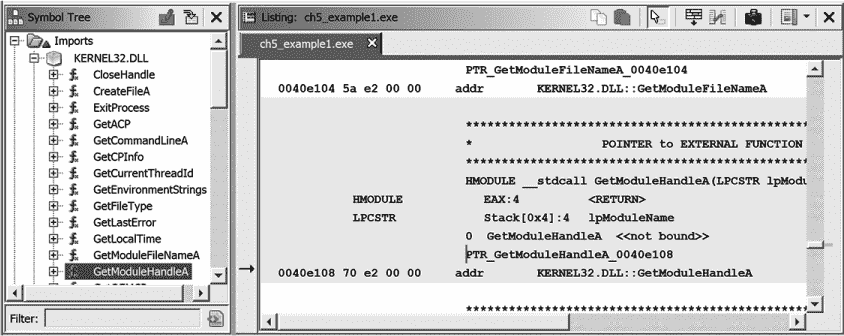 Symbol Tree
Imports
KERNEL32.DLL
CloseHandle
CreateFileA
ExitProcess
GetACP
GetCommandLineA
GetCPInfo
GetCurrentThreadId
GetEnvironmentStrings
GetFileType
GetLastError
GetLocalTime
GetModuleFileNameA
GetModuleHandleA
Filter:
Listing: ch5_example1.exe
ch5_example1.exe
PTR_GetModuleFileNameA_0040e104
0040e104 5a e2 00 00 addr KERNEL32.DLL::GetModuleFileNameA
************************************************
* POINTER to EXTERNAL FUNCTION
************************************************
HMODULE __stdcall GetModuleHandleA(LPCSTR lpModu
HMODULE EAX:4 <RETURN>
LPCSTR Stack[0x4]:4 lpModuleName
0 GetModuleHandleA <<not bound>>
PTR_GetModuleHandleA_0040e108
0040e108 70 e2 00 00 addr KERNEL32.DLL::GetModuleHandleA
************************************************